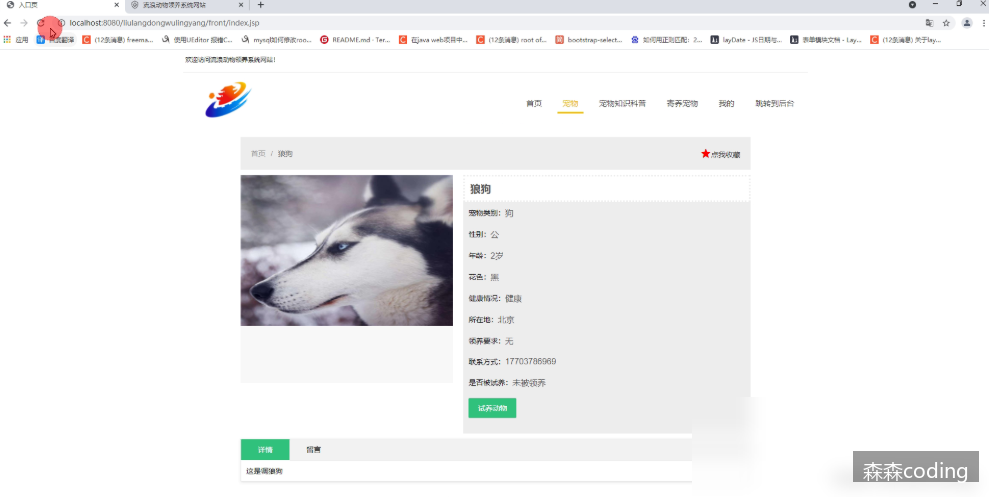 入口页
流浪动物领养系统网站
localhost:8080/liulangdongwulingyang/front/index.jsp
应用
百度翻译
(12条消息) freema...
使用UEditor 报错C...
mysql如何修改roo...
README.md · Ter...
在java web项目中...
(12条消息) root of...
bootstrap-select...
如何用正则匹配: 2...
layDate - JS日期与...
表单模块文档 - Lay...
(12条消息) 关于lay...
欢迎访问流浪动物领养系统网站!
首页 宠物 宠物知识科普 寄养宠物 我的 跳转到后台
首页 / 狼狗
点我收藏
狼狗
宠物类别: 狗
性别: 公
年龄: 2岁
花色: 黑
健康情况: 健康
所在地: 北京
领养要求: 无
联系方式: 17703786969
是否被试养: 未被领养
试养动物
详情 留言
这是调狼狗
森森coding